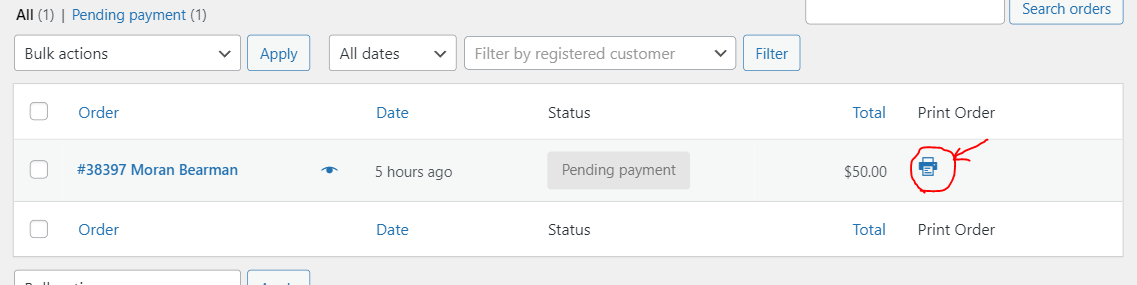 All (1) | Pending payment (1)
Search orders
Bulk actions Apply All dates Filter by registered customer Filter
Order Date Status Total Print Order
#38397 Moran Bearman 5 hours ago Pending payment $50.00
Order Date Status Total Print Order